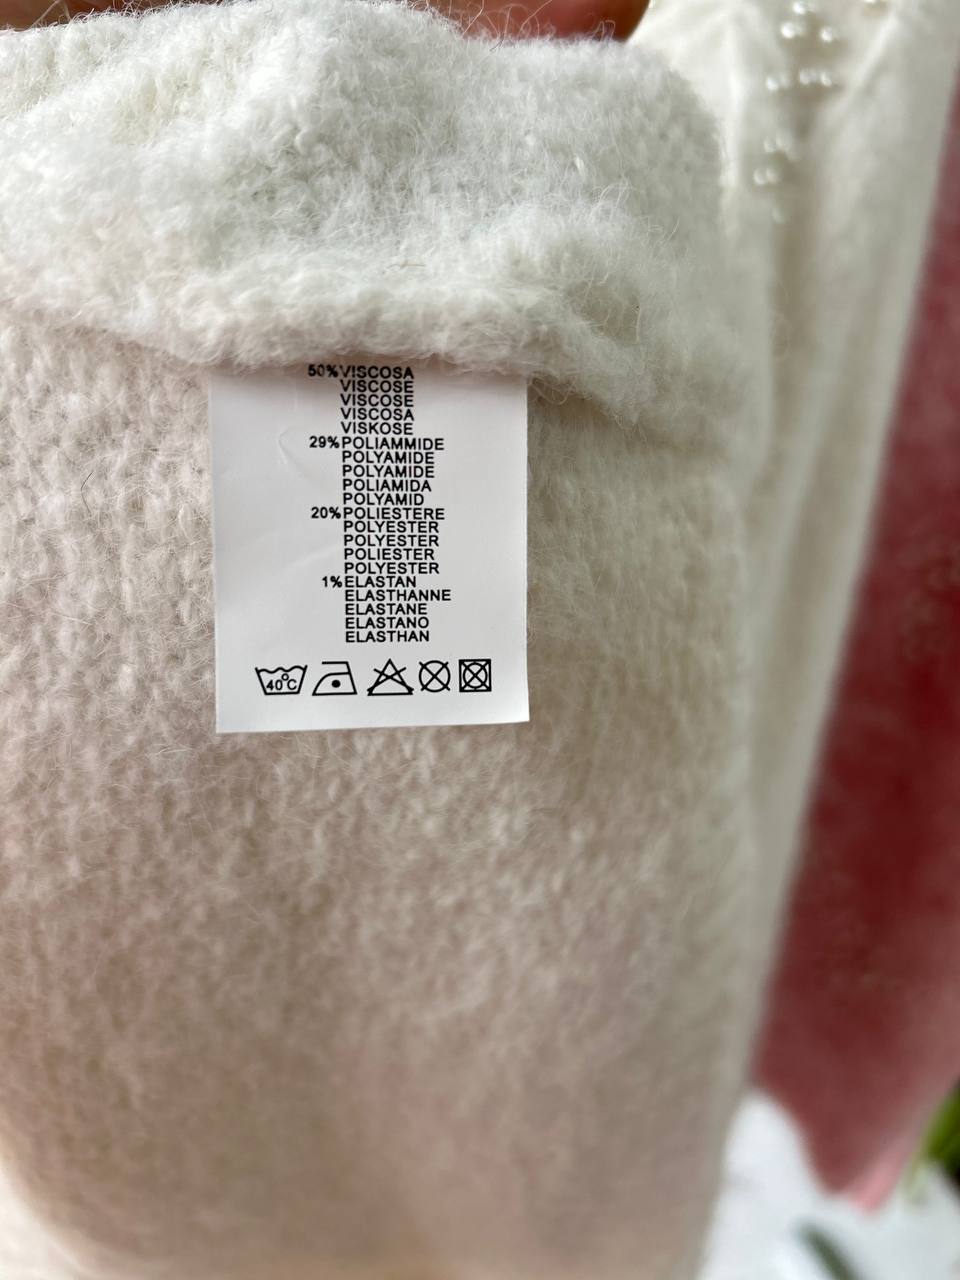 50%VISCOSA
VISCOSE
VISCOSE
VISCOSA
VISKOSE
29%POLIAMMIDE
POLYAMIDE
POLYAMIDE
POLIAMIDA
POLYAMID
20%POLIESTERE
POLYESTER
POLYESTER
POLIESTER
POLYESTER
1%ELASTAN
ELASTHANNE
ELASTANE
ELASTANO
ELASTHAN
40°C